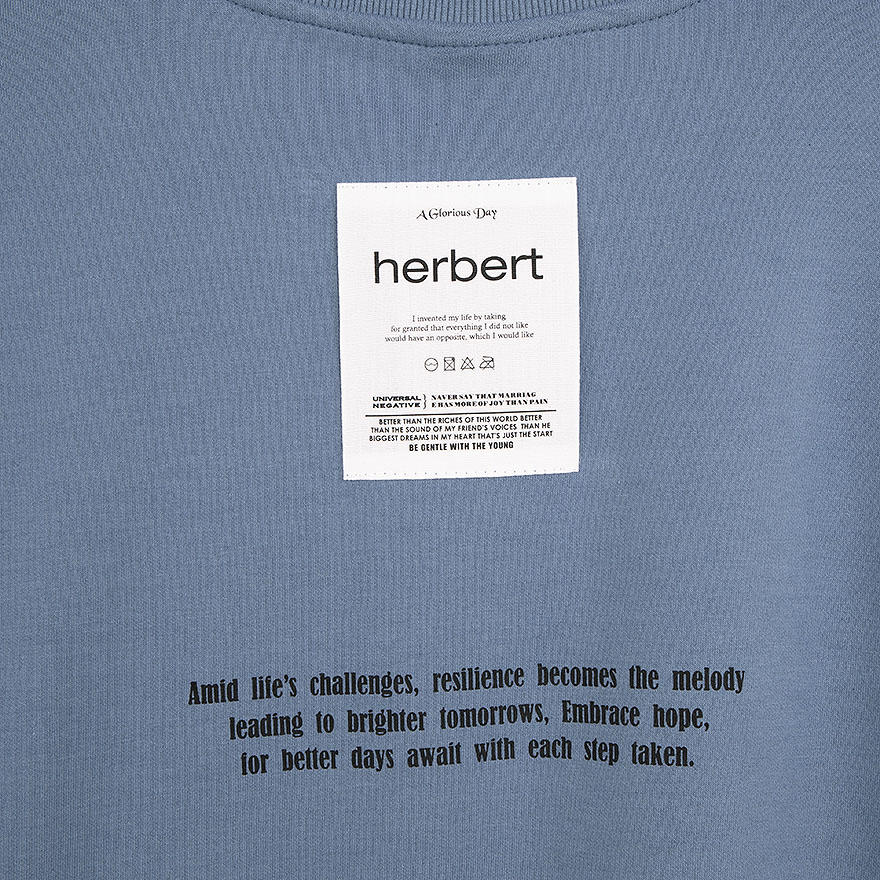 A Glorious Day
herbert
I invented my life by taking
for granted that everything I did not like
would have an opposite, which I would like
UNIVERSAL
NEGATIVE
NAVER SAY THAT MARRIAG
E HAS MORE OF JOY THAN PAIN
BETTER THAN THE RICHES OF THIS WORLD BETTER
THAN THE SOUND OF MY FRIEND'S VOICES THAN HE
BIGGEST DREAMS IN MY HEART THAT'S JUST THE START
BE GENTLE WITH THE YOUNG
Amid life's challenges, resilience becomes the melody
leading to brighter tomorrows, Embrace hope,
for better days await with each step taken.